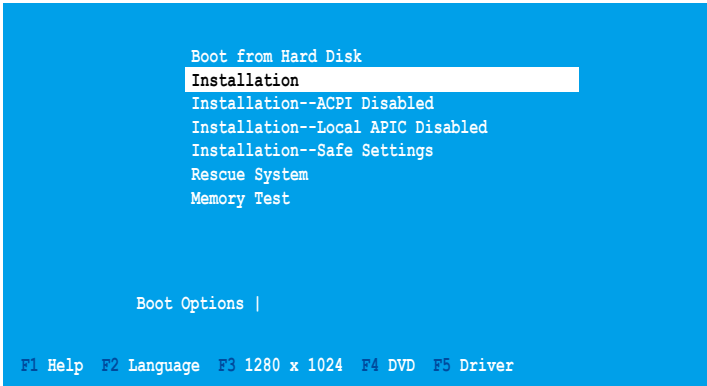 Boot from Hard Disk
Installation
Installation--ACPI Disabled
Installation--Local APIC Disabled
Installation--Safe Settings
Rescue System
Memory Test
Boot Options |
F1 Help F2 Language F3 1280 x 1024 F4 DVD F5 Driver